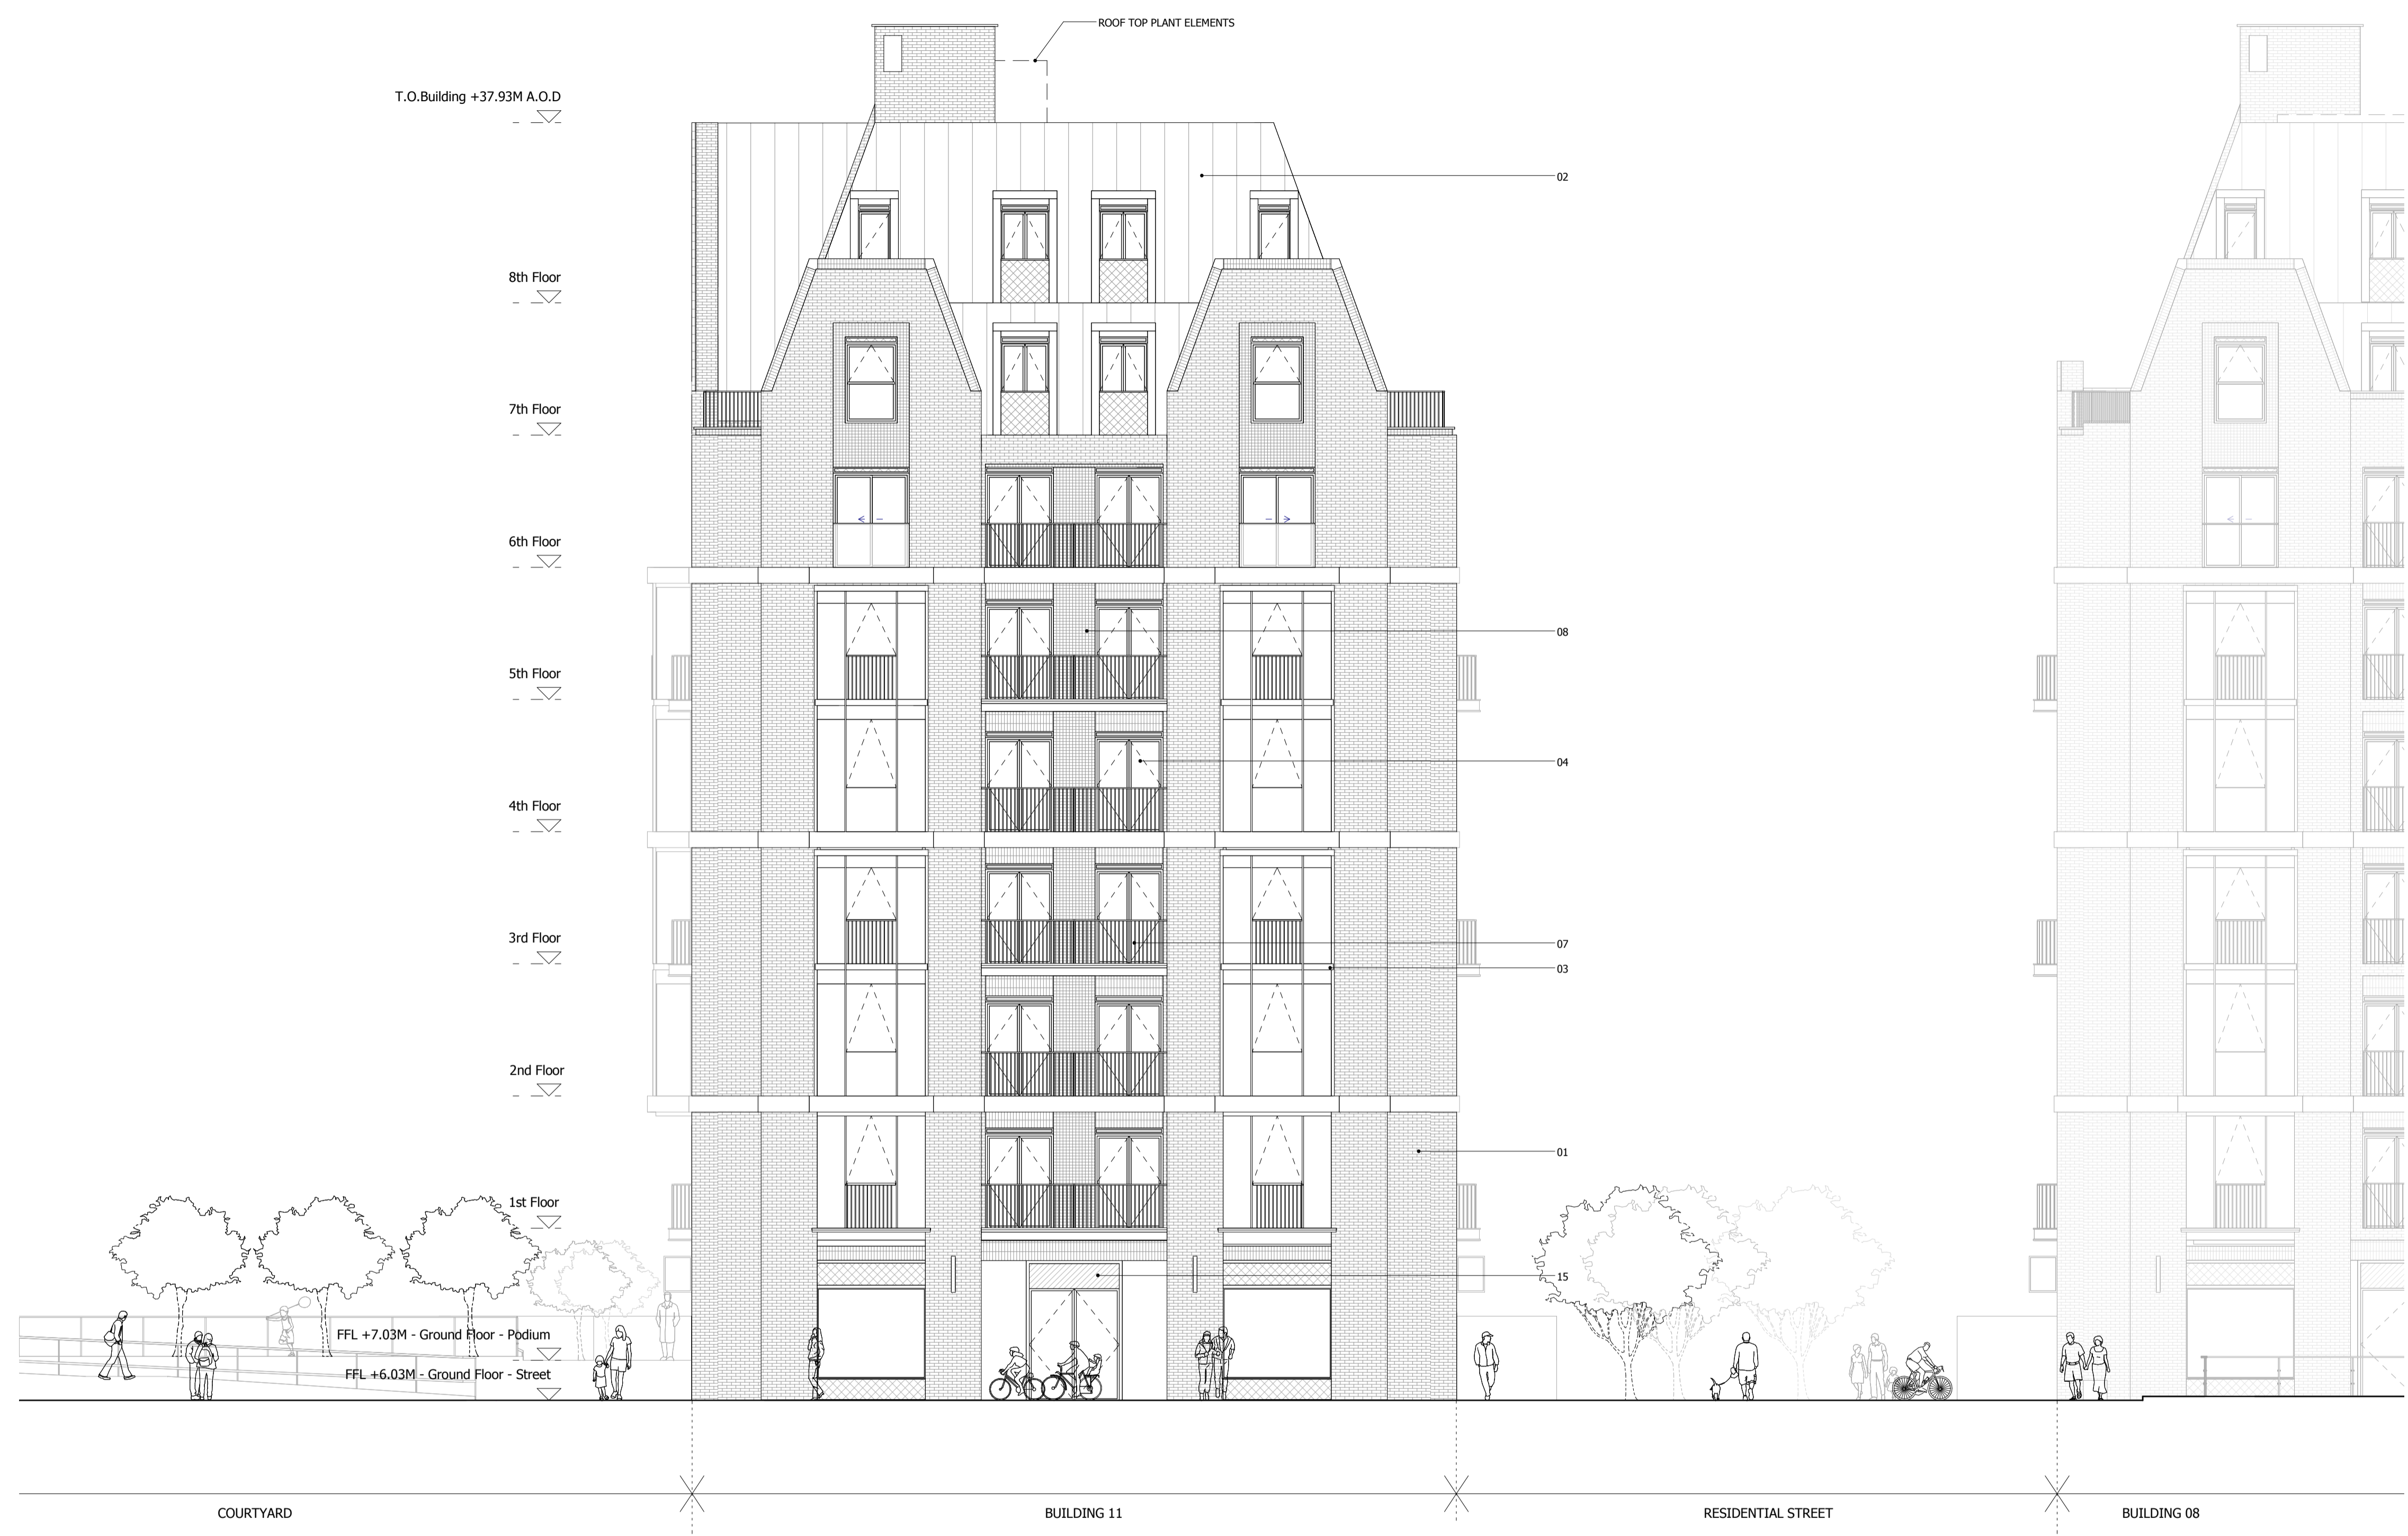 ROOF TOP PLANT ELEMENTS
T.O.Building +37.93M A.O.D
02
8th Floor
7th Floor
6th Floor
08
5th Floor
04
4th Floor
3rd Floor
07
03
2nd Floor
01
1st Floor
15
FFL +7.03M - Ground Floor - Podium
FFL +6.03M - Ground Floor - Street
COURTYARD
BUILDING 11
RESIDENTIAL STREET
BUILDING 08